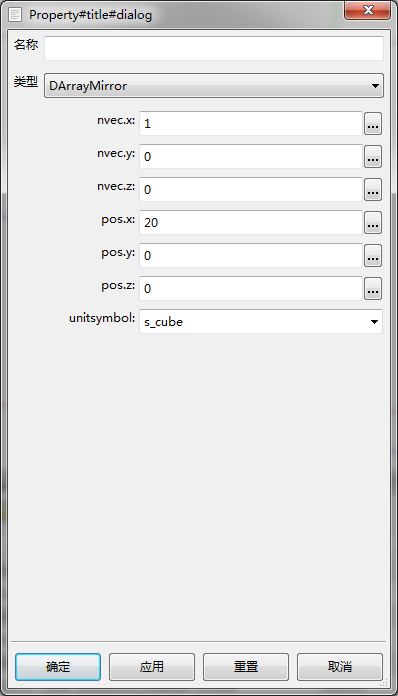 Property#title#dialog
名称
类型 DArrayMirror
nvec.x: 1 ...
nvec.y: 0 ...
nvec.z: 0 ...
pos.x: 20 ...
pos.y: 0 ...
pos.z: 0 ...
unitsymbol: s_cube
确定 应用 重置 取消